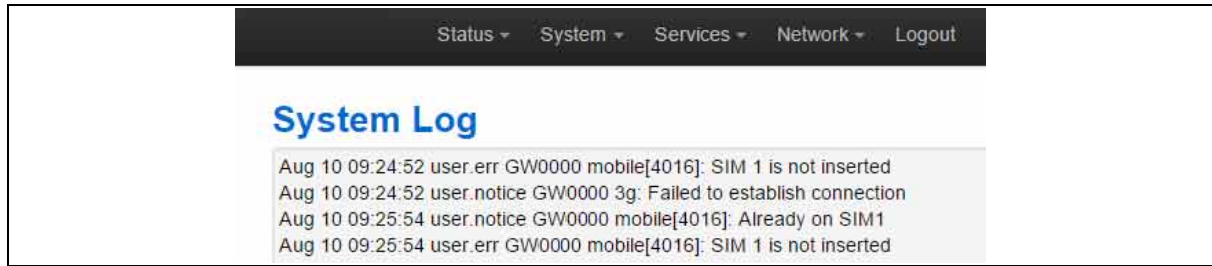 Status System Services Network Logout
System Log
Aug 10 09:24:52 user.err GW0000 mobile[4016]: SIM 1 is not inserted
Aug 10 09:24:52 user.notice GW0000 3g: Failed to establish connection
Aug 10 09:25:54 user.notice GW0000 mobile[4016]: Already on SIM1
Aug 10 09:25:54 user.err GW0000 mobile[4016]: SIM 1 is not inserted